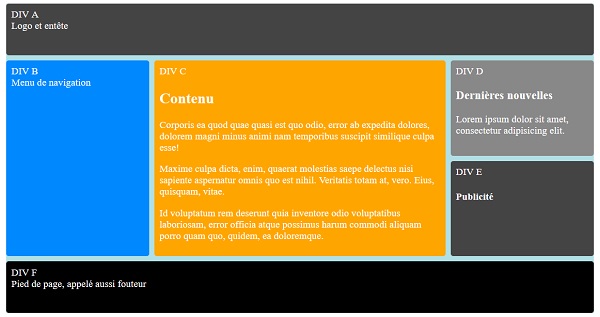 DIV A
Logo et entête
DIV B
Menu de navigation
DIV C
Contenu
Corporis ea quod quae quasi est quo odio, error ab expedita dolores,
dolorem magni minus animi nam temporibus suscipit similique culpa
esse!
Maxime culpa dicta, enim, quaerat molestias saepe delectus nisi
sapiente aspernatur omnis quo est nihil. Veritatis totam at, vero. Eius,
quisquam, vitae.
Id voluptatum rem deserunt quia inventore odio voluptatibus
laboriosam, error officia atque possimus harum commodi aliquam
porro quam quo, quidem, ea doloremque.
DIV D
Dernières nouvelles
Lorem ipsum dolor sit amet,
consectetur adipisicing elit.
DIV E
Publicité
DIV F
Pied de page, appelé aussi fouteur